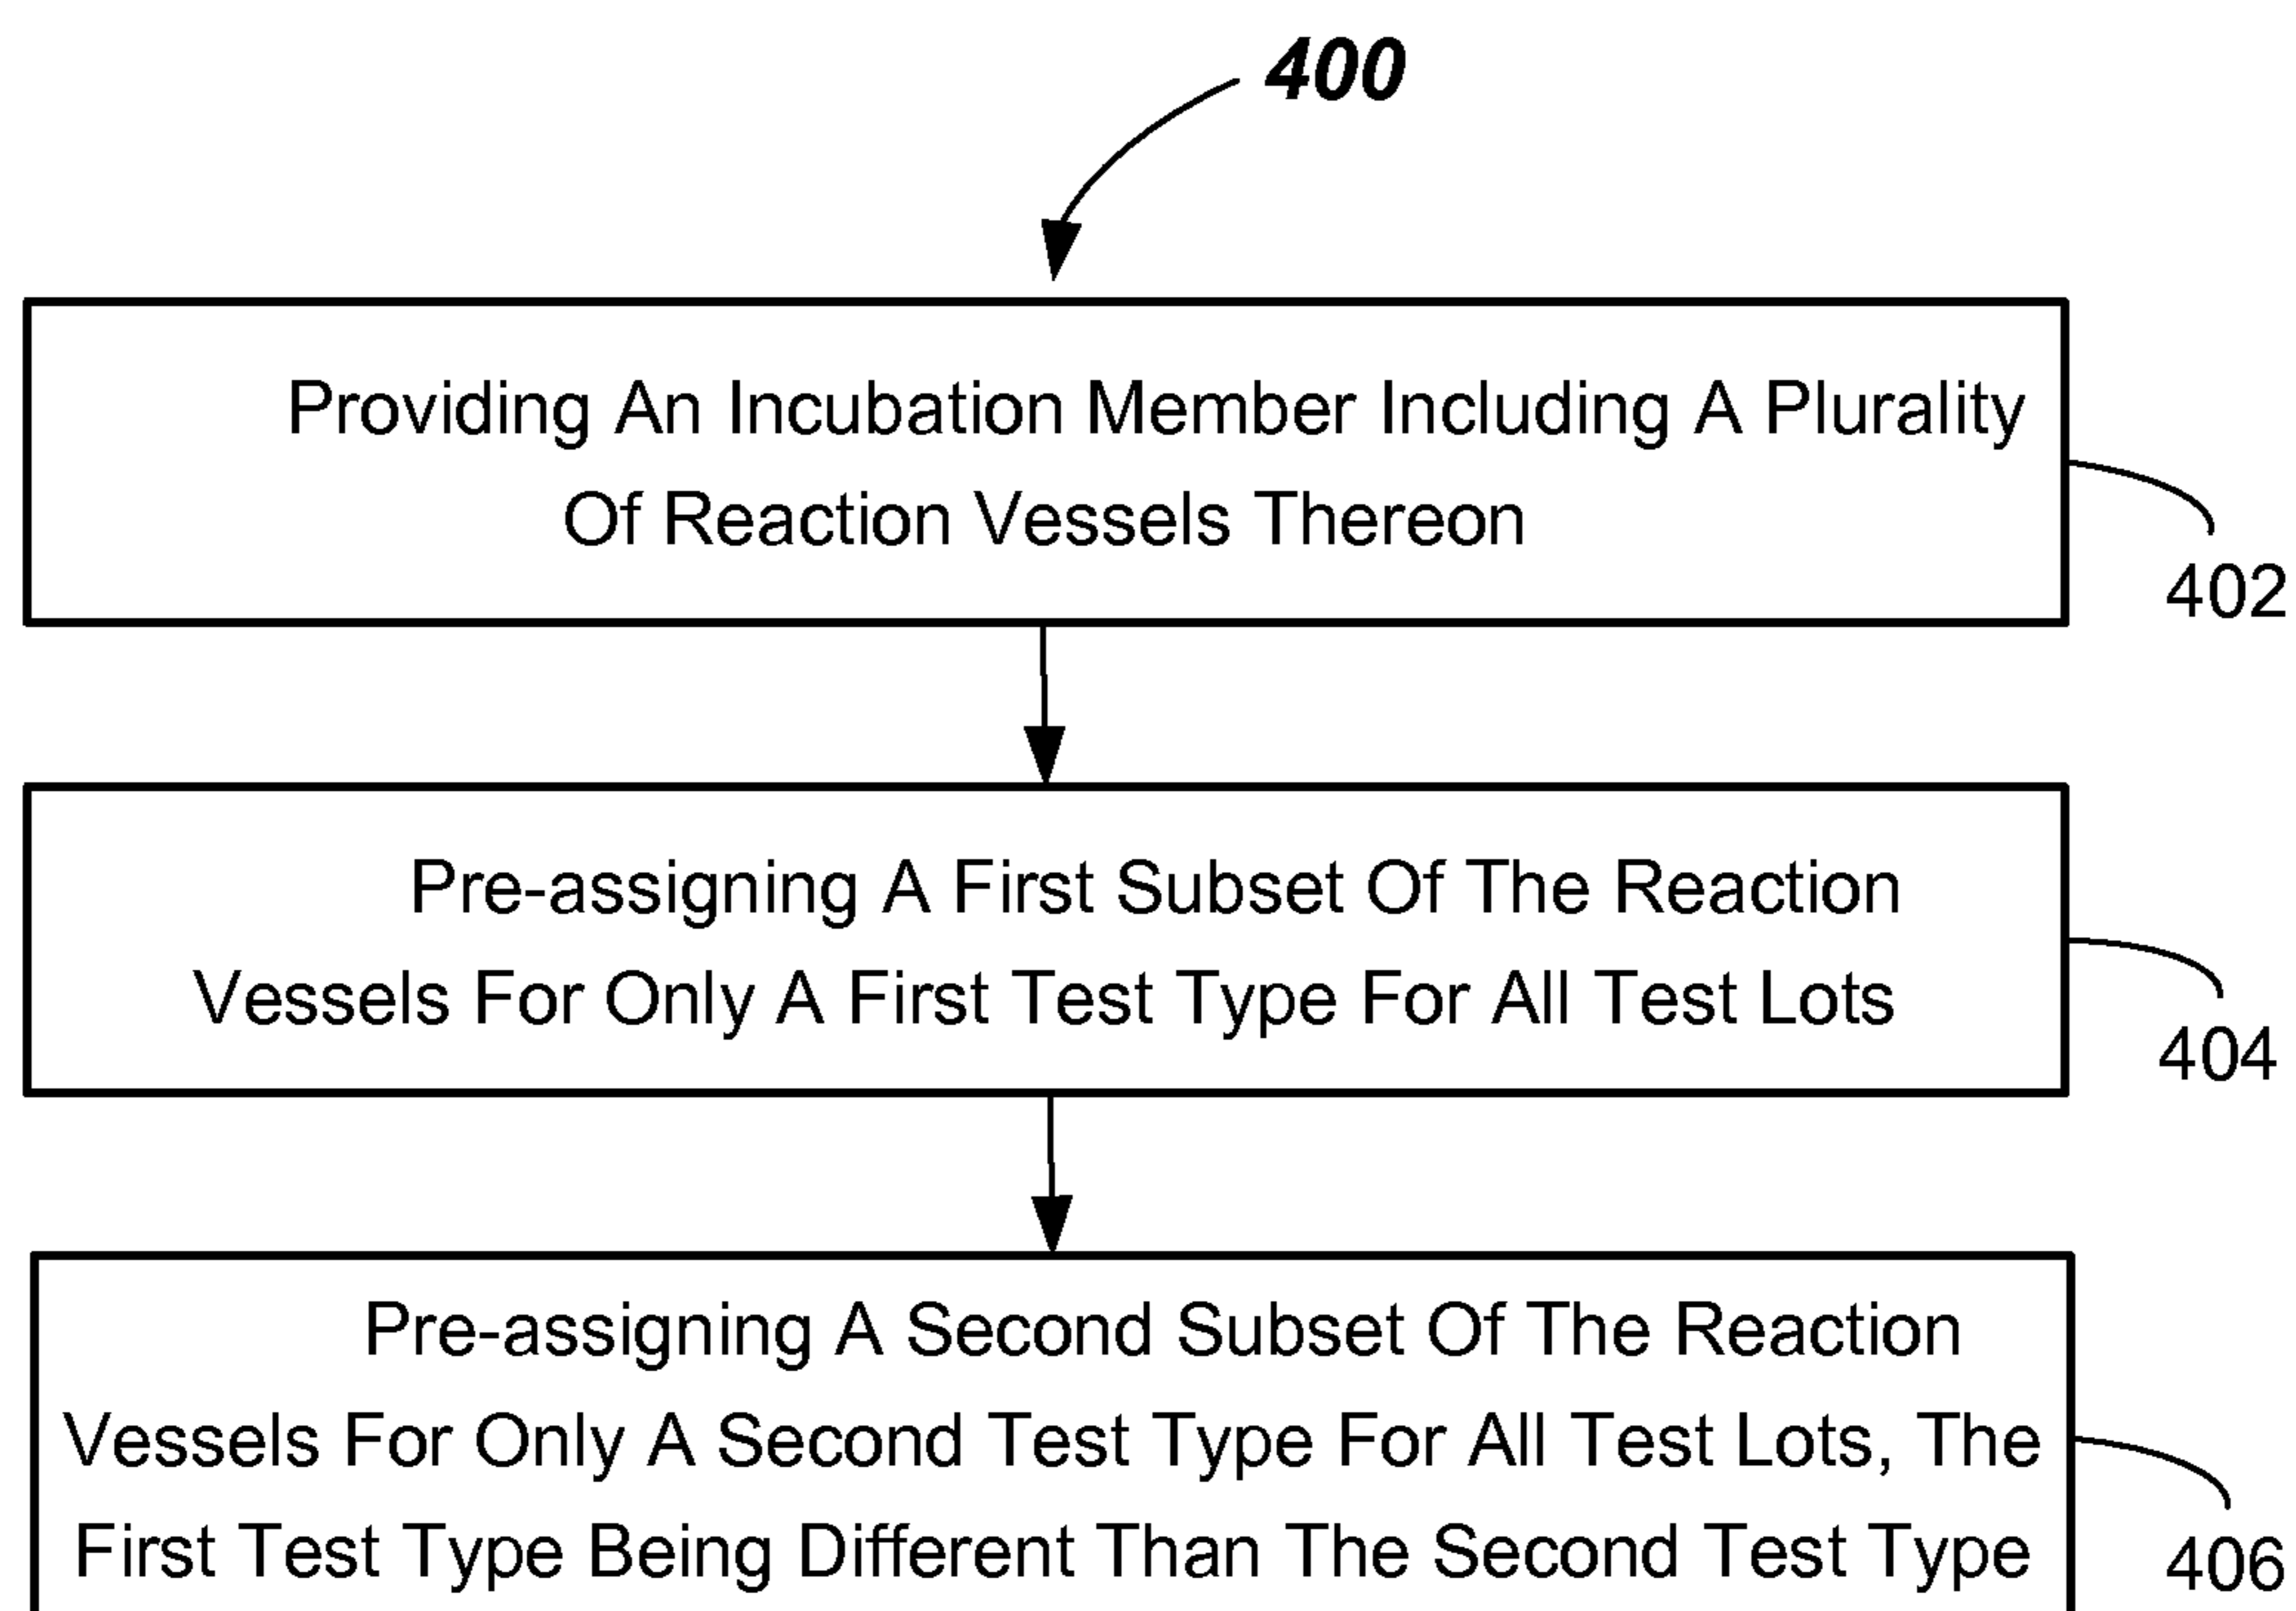 400
Providing An Incubation Member Including A Plurality
Of Reaction Vessels Thereon
402
Pre-assigning A First Subset Of The Reaction
Vessels For Only A First Test Type For All Test Lots
404
Pre-assigning A Second Subset Of The Reaction
Vessels For Only A Second Test Type For All Test Lots, The
First Test Type Being Different Than The Second Test Type
406